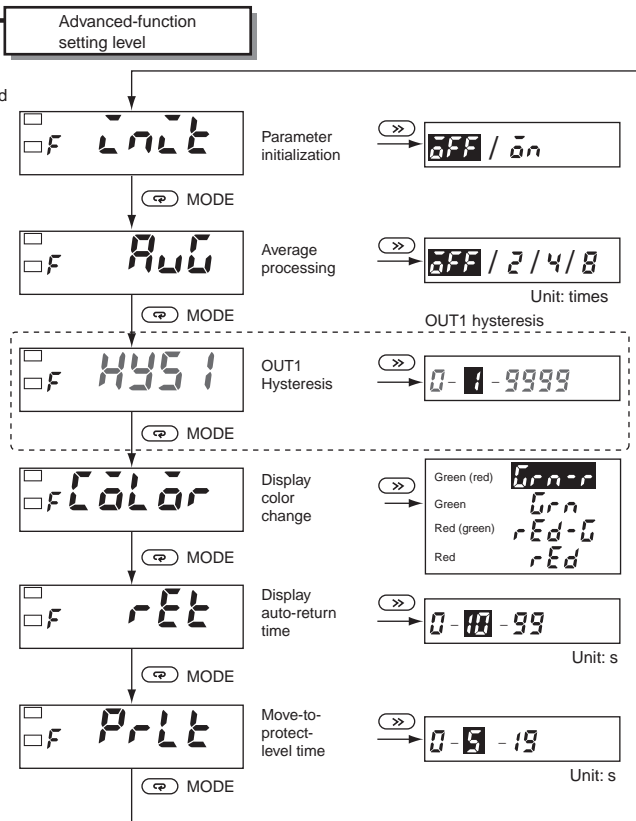 Advanced-function
setting level
d
F init
Parameter
initialization
oFF / on
MODE
F AvG
Average
processing
oFF / 2 / 4 / 8
Unit: times
MODE
OUT1 hysteresis
F HYS1
OUT1
Hysteresis
0 - 1 - 9999
MODE
F CoLor
Display
color
change
Green (red) Grn-r
Green Grn
Red (green) rEd-G
Red rEd
MODE
F rEt
Display
auto-return
time
0 - 10 - 99
Unit: s
MODE
F PrLt
Move-to-
protect-
level time
0 - 5 - 19
Unit: s
MODE